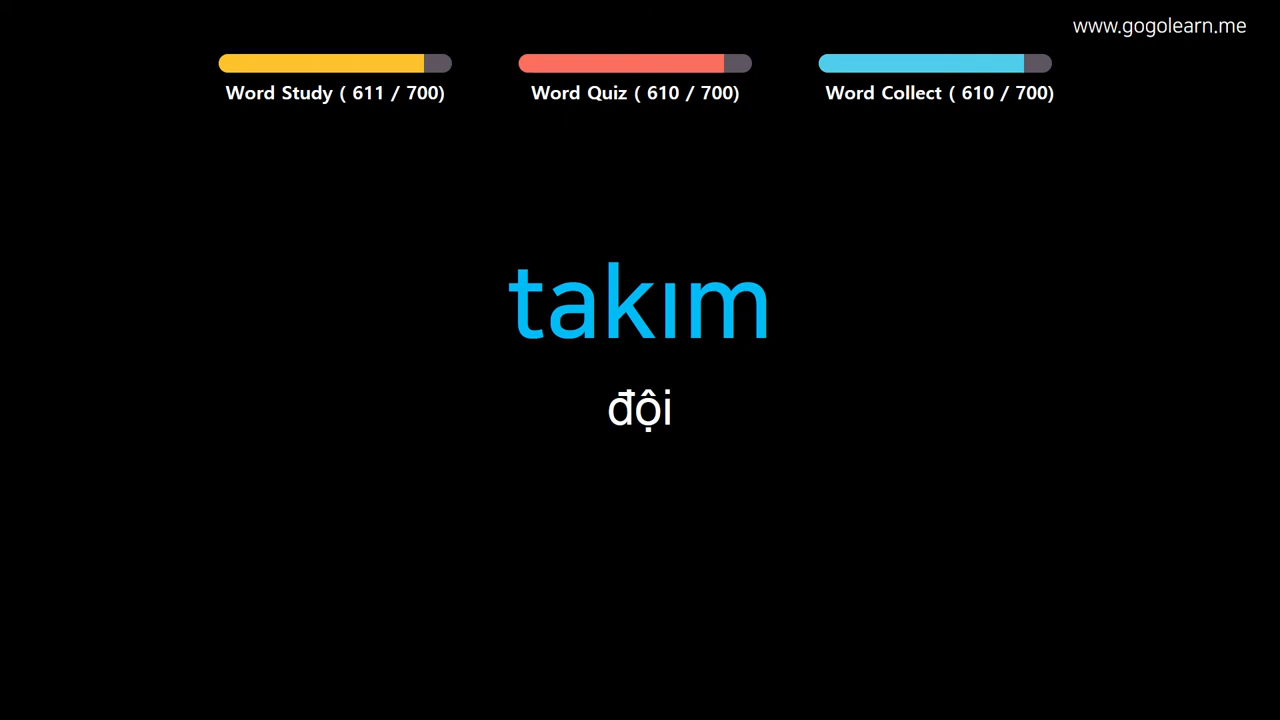 www.gogolearn.me
Word Study ( 611 / 700)
Word Quiz ( 610 / 700)
Word Collect ( 610 / 700)
takım
đội